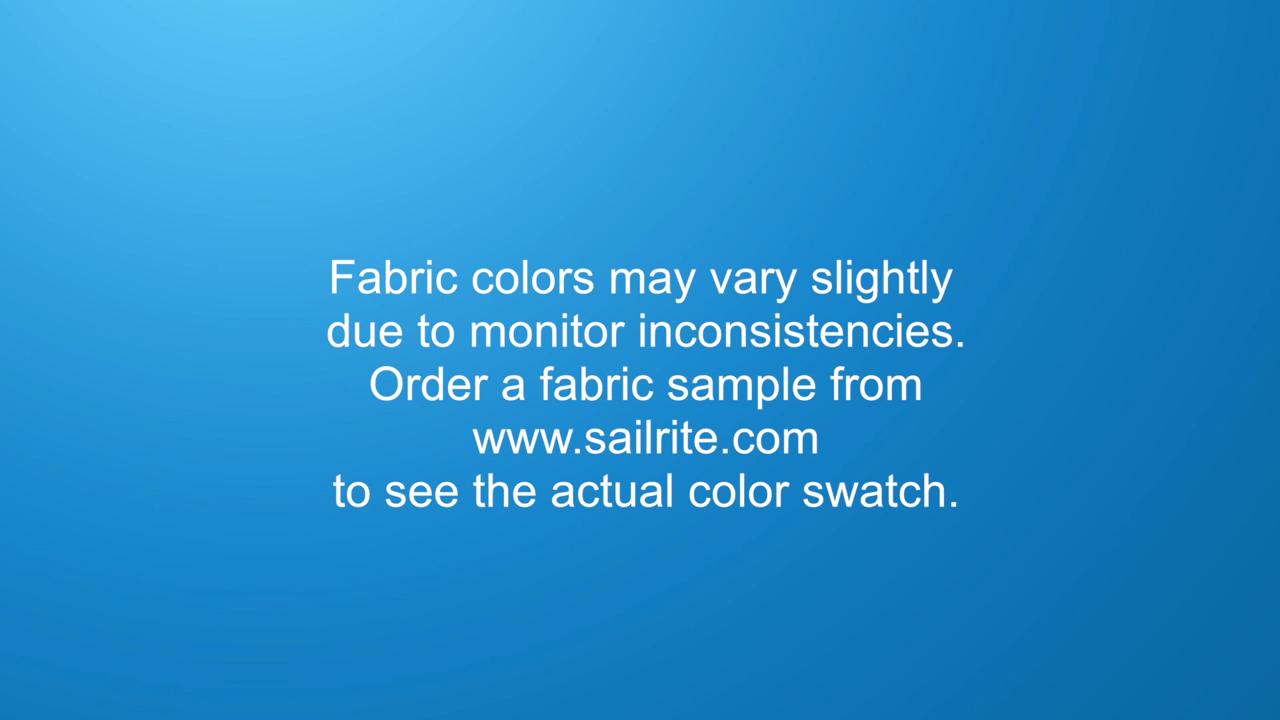 Fabric colors may vary slightly
due to monitor inconsistencies.
Order a fabric sample from
www.sailrite.com
to see the actual color swatch.